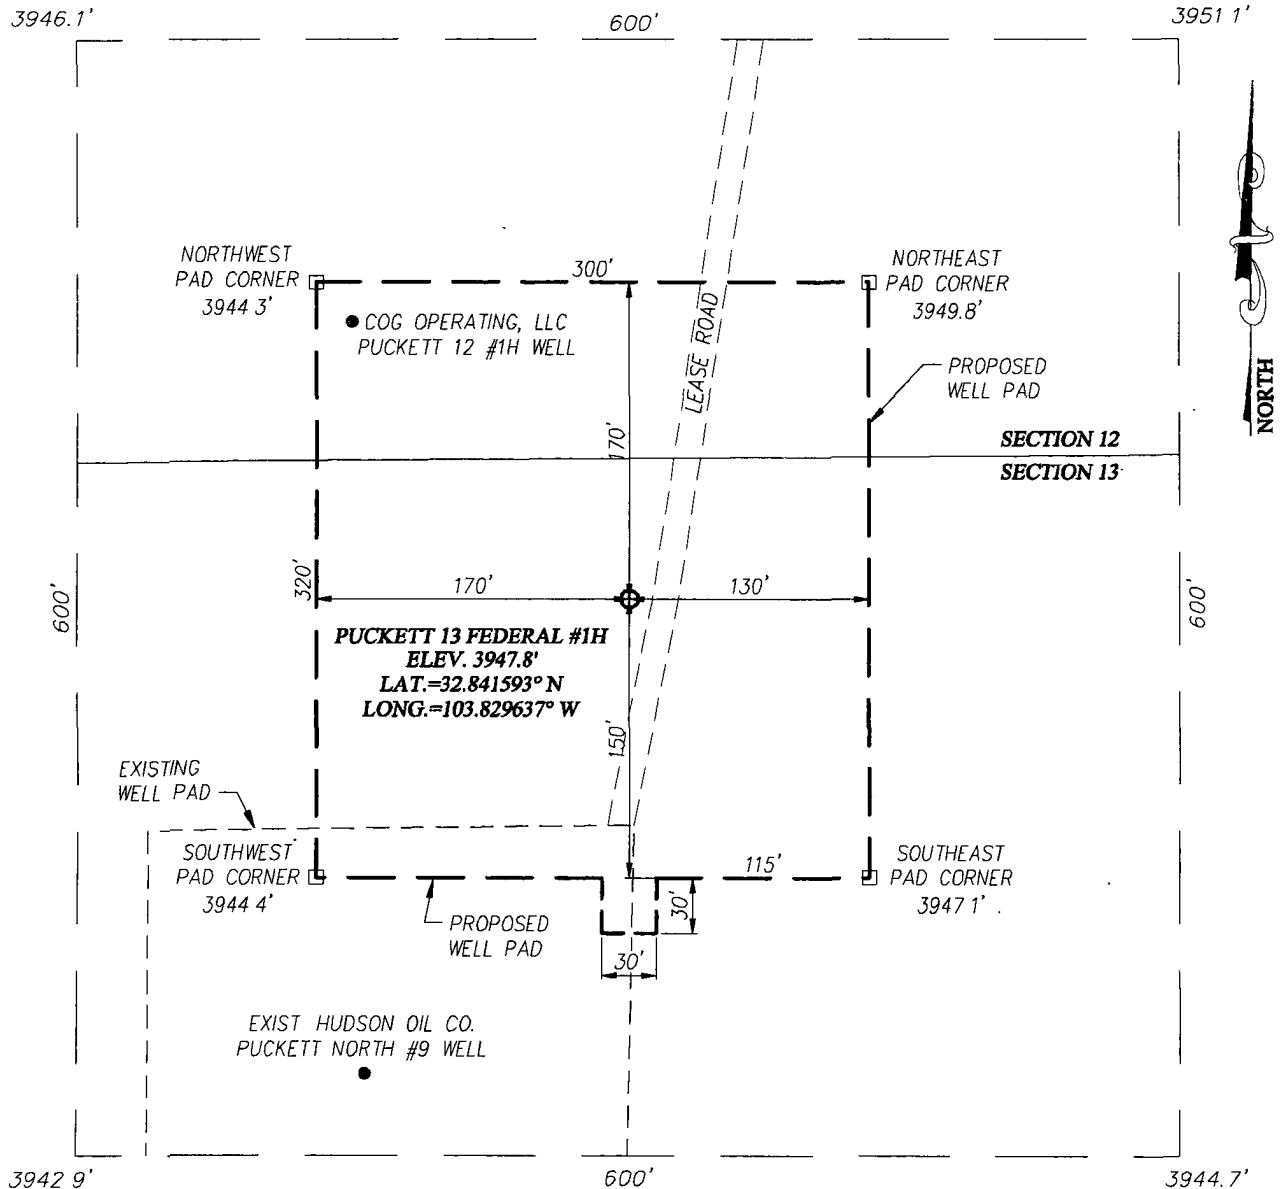 3946.1'
600'
3951 1'
NORTHWEST
PAD CORNER
3944 3'
300'
NORTHEAST
PAD CORNER
3949.8'
COG OPERATING, LLC
PUCKETT 12 #1H WELL
LEASE ROAD
PROPOSED
WELL PAD
NORTH
170'
SECTION 12
SECTION 13
600'
320'
170'
130'
600'
PUCKETT 13 FEDERAL #1H
ELEV. 3947.8'
LAT.=32.841593° N
LONG.=103.829637° W
150'
EXISTING
WELL PAD
SOUTHWEST
PAD CORNER
3944 4'
115'
SOUTHEAST
PAD CORNER
3947 1'
PROPOSED
WELL PAD
30'
30'
EXIST HUDSON OIL CO.
PUCKETT NORTH #9 WELL
3942 9'
600'
3944.7'